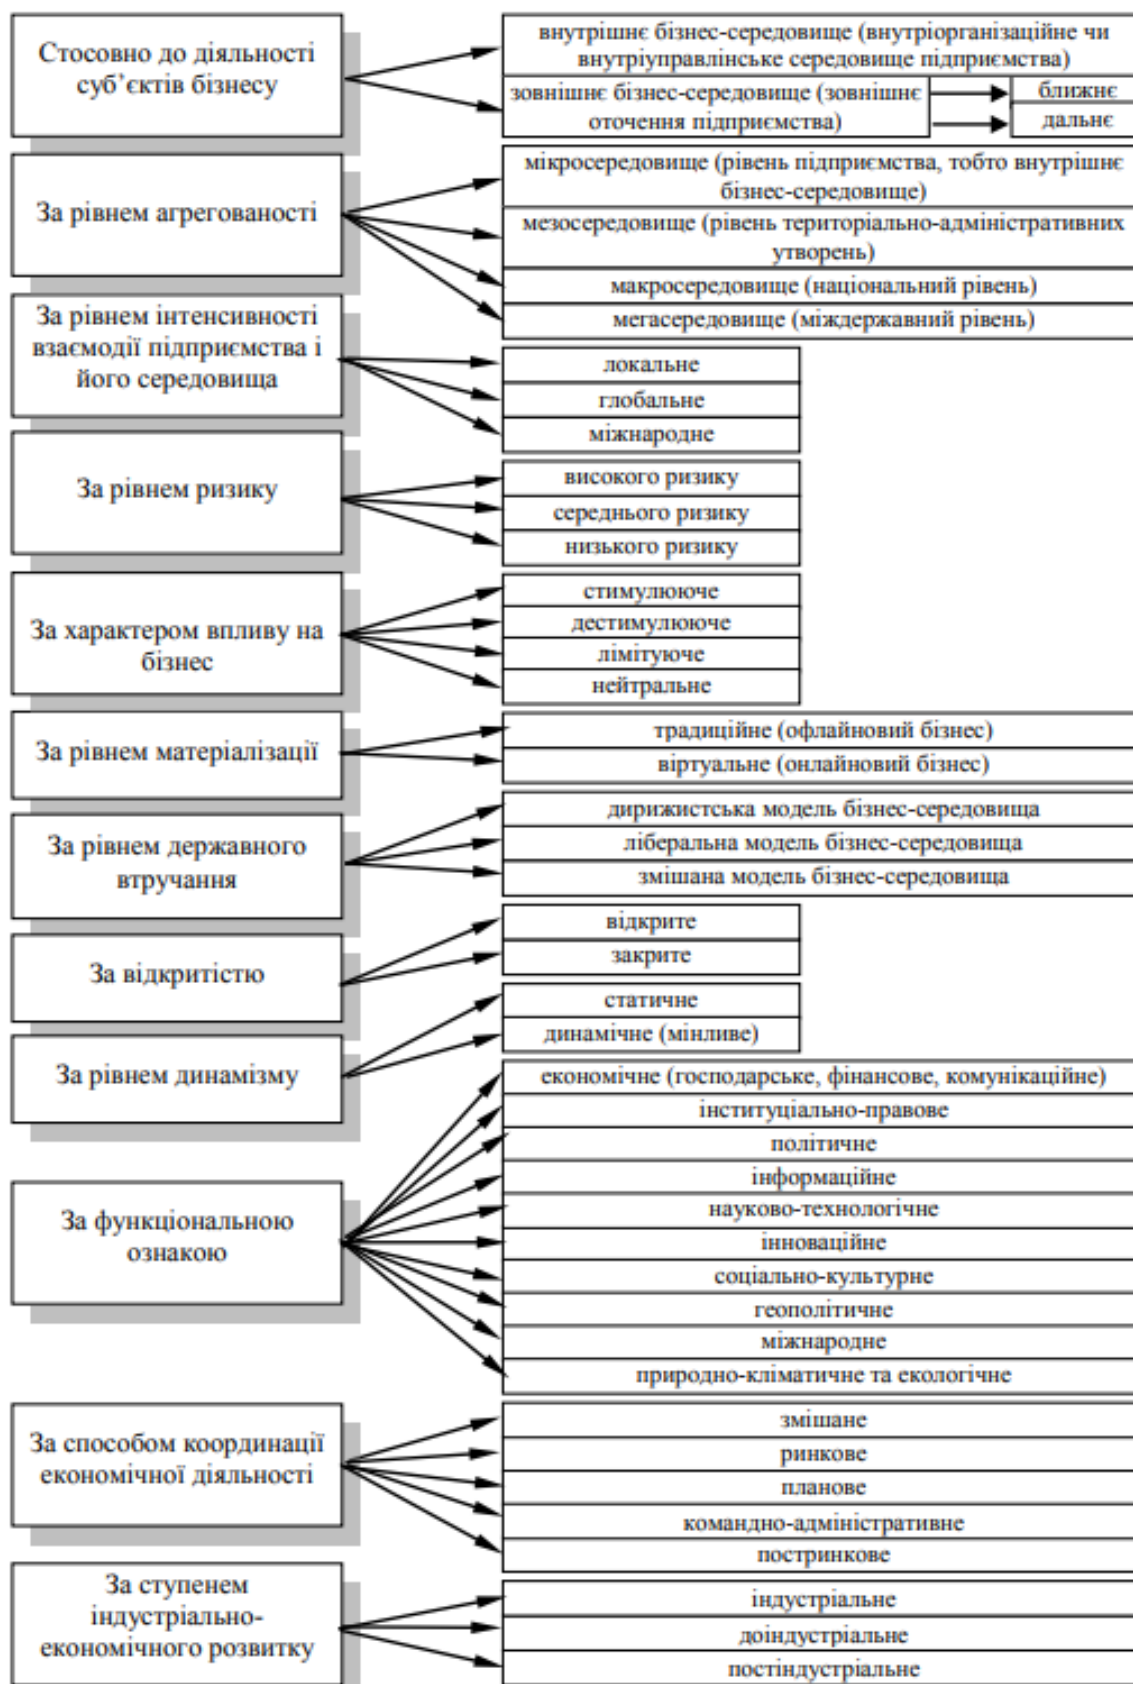 Стосовно до діяльності
суб’єктів бізнесу
внутрішнє бізнес-середовище (внутріорганізаційне чи
внутріуправлінське середовище підприємства)
зовнішнє бізнес-середовище (зовнішнє
оточення підприємства)
ближнє
дальнє
За рівнем агрегованості
мікросередовище (рівень підприємства, тобто внутрішнє
бізнес-середовище)
мезосередовище (рівень територіально-адміністративних
утворень)
макросередовище (національний рівень)
мегасередовище (міждержавний рівень)
За рівнем інтенсивності
взаємодії підприємства і
його середовища
локальне
глобальне
міжнародне
За рівнем ризику
високого ризику
середнього ризику
низького ризику
За характером впливу на
бізнес
стимулююче
дестимулююче
лімітуюче
нейтральне
За рівнем матеріалізації
традиційне (офлайновий бізнес)
віртуальне (онлайновий бізнес)
За рівнем державного
втручання
дирижистська модель бізнес-середовища
ліберальна модель бізнес-середовища
змішана модель бізнес-середовища
За відкритістю
відкрите
закрите
За рівнем динамізму
статичне
динамічне (мінливе)
За функціональною
ознакою
економічне (господарське, фінансове, комунікаційне)
інституціально-правове
політичне
інформаційне
науково-технологічне
інноваційне
соціально-культурне
геополітичне
міжнародне
природно-кліматичне та екологічне
За способом координації
економічної діяльності
змішане
ринкове
планове
командно-адміністративне
постринкове
За ступенем
індустріально-
економічного розвитку
індустріальне
доіндустріальне
постіндустріальне